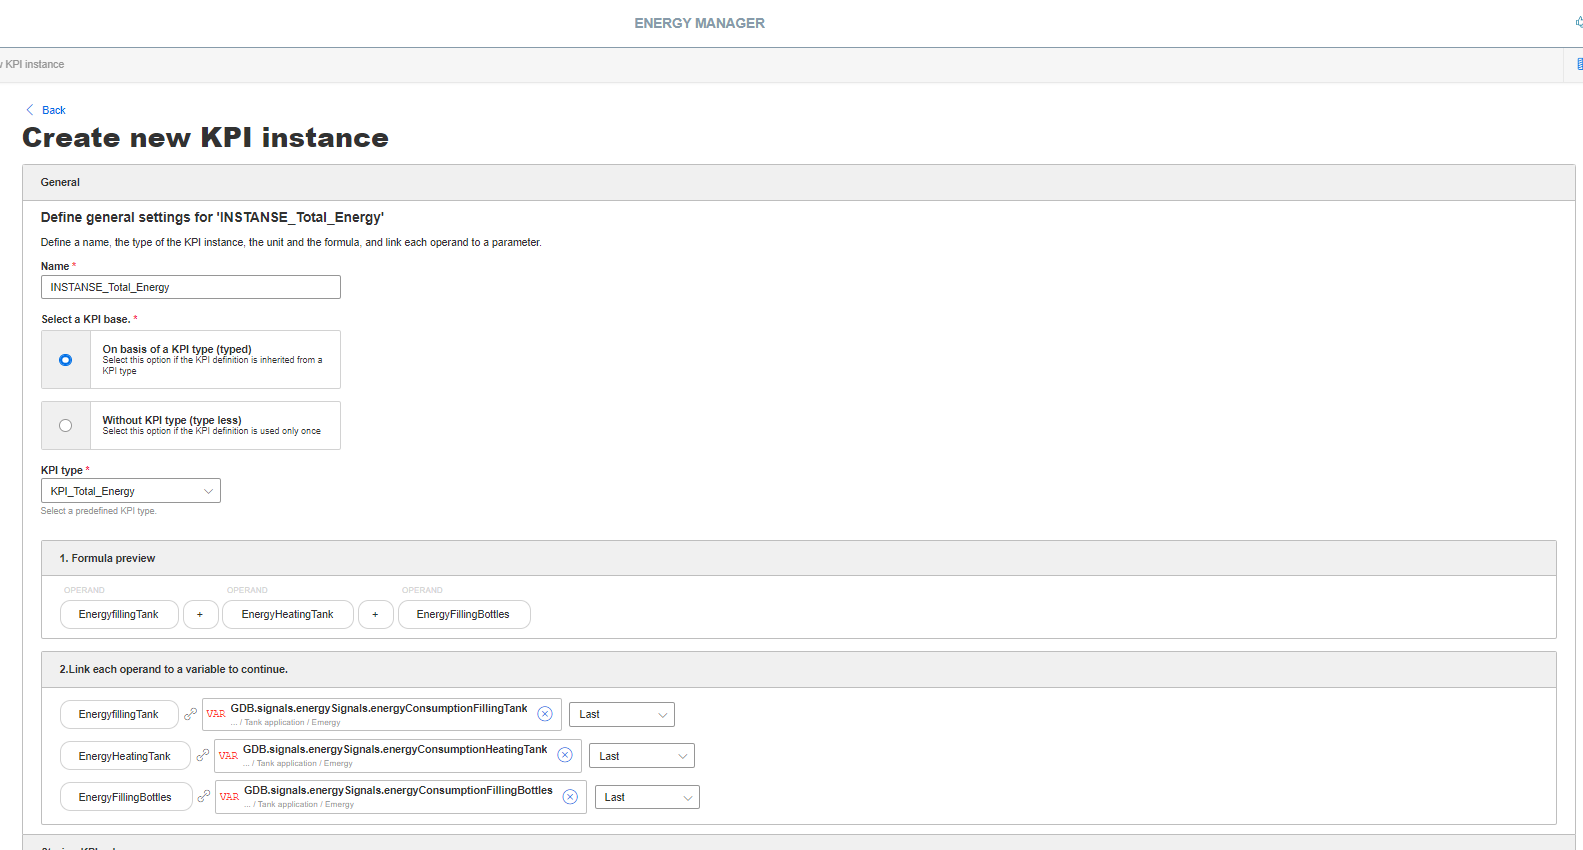 ENERGY MANAGER
KPI instance
Back
Create new KPI instance
General
Define general settings for 'INSTANSE_Total_Energy'
Define a name, the type of the KPI instance, the unit and the formula, and link each operand to a parameter.
Name *
INSTANSE_Total_Energy
Select a KPI base. *
On basis of a KPI type (typed)
Select this option if the KPI definition is inherited from a
KPI type
Without KPI type (type less)
Select this option if the KPI definition is used only once
KPI type *
KPI_Total_Energy
Select a predefined KPI type.
1. Formula preview
OPERAND OPERAND OPERAND
EnergyfillingTank + EnergyHeatingTank + EnergyFillingBottles
2.Link each operand to a variable to continue.
EnergyfillingTank VAR GDB.signals.energySignals.energyConsumptionFillingTank Last
... / Tank application / Emergy
EnergyHeatingTank VAR GDB.signals.energySignals.energyConsumptionHeatingTank Last
... / Tank application / Emergy
EnergyFillingBottles VAR GDB.signals.energySignals.energyConsumptionFillingBottles Last
... / Tank application / Emergy